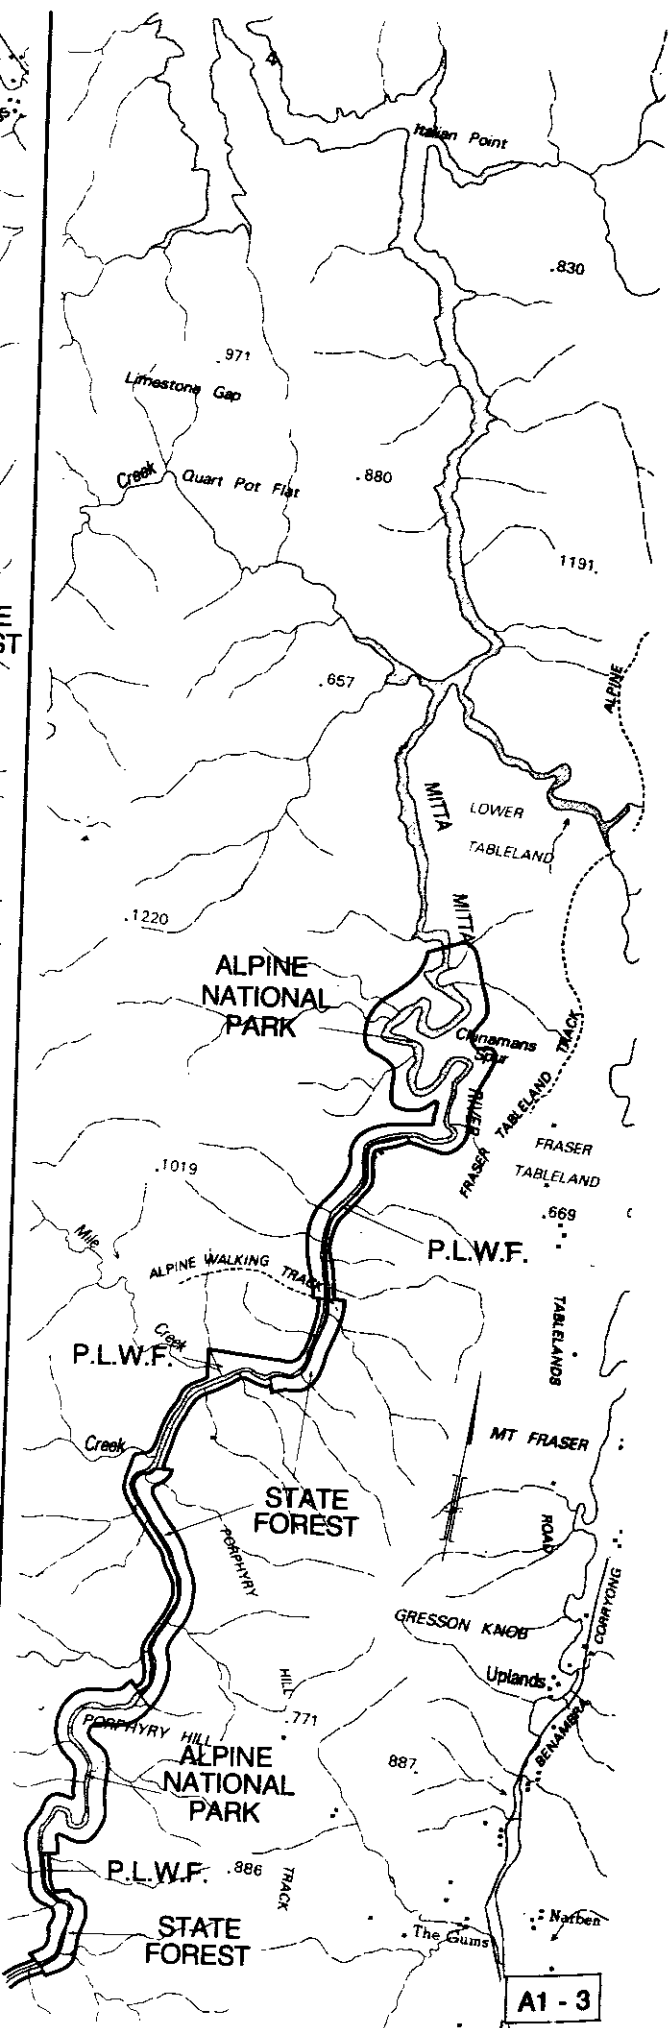 Italian Point
.830
.971
Limestone Gap
Creek
Quart Pot Flat
.880
1191.
ST
.657
ALPINE
MITTA
LOWER
TABLELAND
MITTA
.1220
ALPINE
NATIONAL
PARK
Chinamans
Spur
TRACK
TABLELAND
FRASER
RIVER
FRASER
TABLELAND
.669
.1019
P.L.W.F.
Mile
ALPINE WALKING TRACK
TABLELANDS
Creek
P.L.W.F.
MT FRASER
Creek
STATE
FOREST
ROAD
PORPHYRY
CORRYONG
GRESSON KNOB
HILL
Uplands
.771
PORPHYRY HILL
BENAMBRA
ALPINE
NATIONAL
PARK
887.
P.L.W.F.
.886
TRACK
STATE
FOREST
The Gums
Narben
A1 - 3